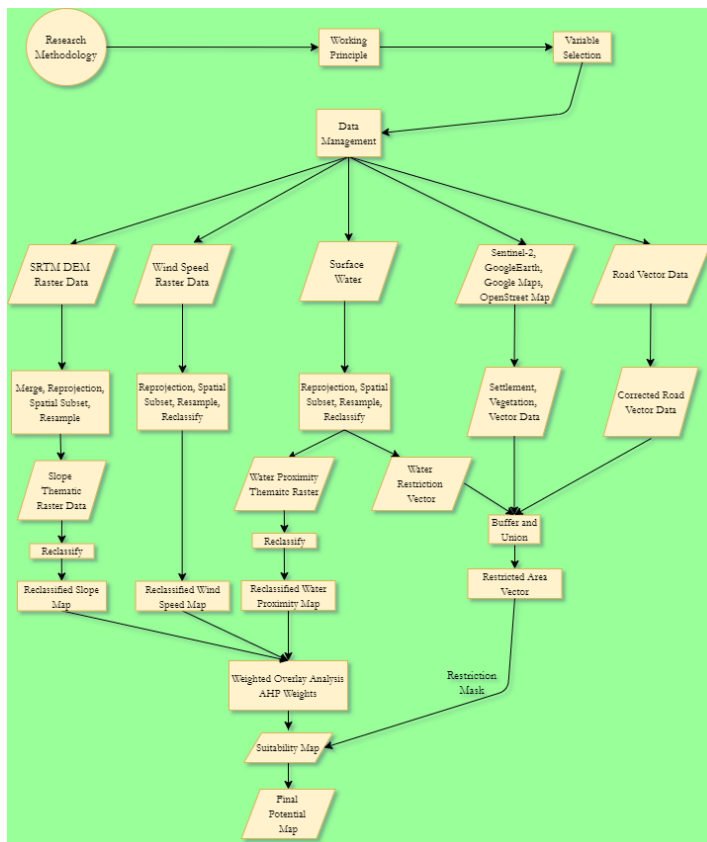 Research
Methodology
Working
Principle
Variable
Selection
Data
Management
SRTM DEM
Raster Data
Wind Speed
Raster Data
Surface
Water
Sentinel-2,
GoogleEarth,
Google Maps,
OpenStreet Map
Road Vector Data
Merge, Reprojection,
Spatial Subset,
Resample
Reprojection, Spatial
Subset, Resample,
Reclassify
Reprojection, Spatial
Subset, Resample,
Reclassify
Settlement,
Vegetation,
Vector Data
Corrected Road
Vector Data
Slope
Thematic
Raster Data
Water Proximity
Themaitc Raster
Water
Restriction
Vector
Buffer and
Union
Reclassify
Reclassify
Reclassified Slope
Map
Reclassified Wind
Speed Map
Reclassified Water
Proximity Map
Restricted Area
Vector
Weighted Overlay Analysis
AHP Weights
Restriction
Mask
Suitability Map
Final
Potential
Map